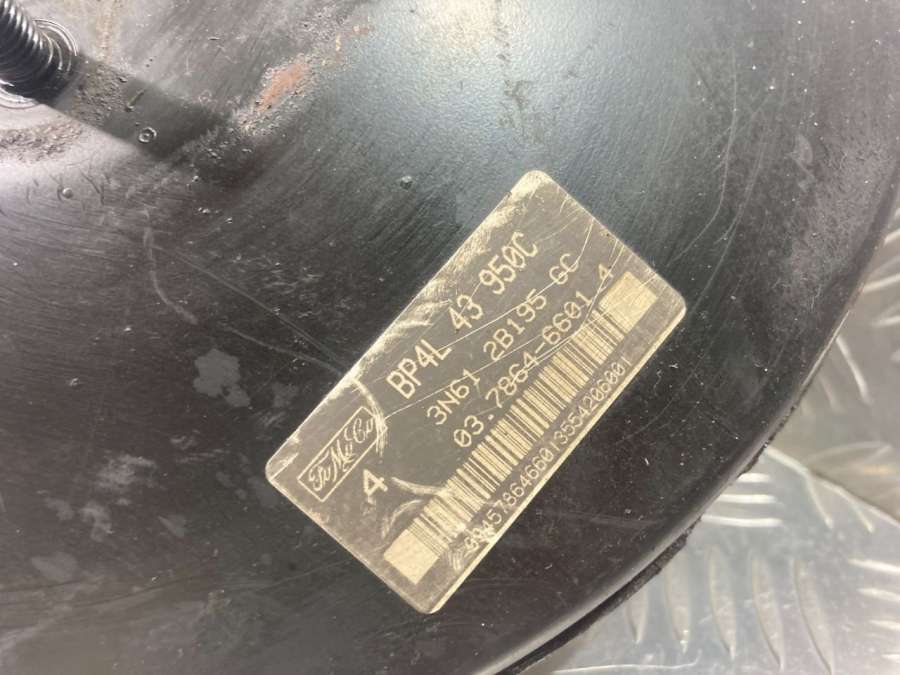 BP4L 43 950C
3N61 2B195 GC
03.7864-6601.4
FoMoCo
4